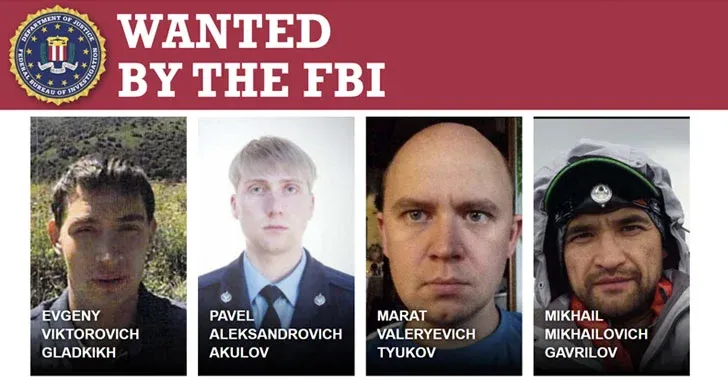 WANTED
BY THE FBI
DEPARTMENT OF JUSTICE
FEDERAL BUREAU OF INVESTIGATION
EVGENY
VIKTOROVICH
GLADKIKH
PAVEL
ALEKSANDROVICH
AKULOV
MARAT
VALERYEVICH
TYUKOV
MIKHAIL
MIKHAILOVICH
GAVRILOV